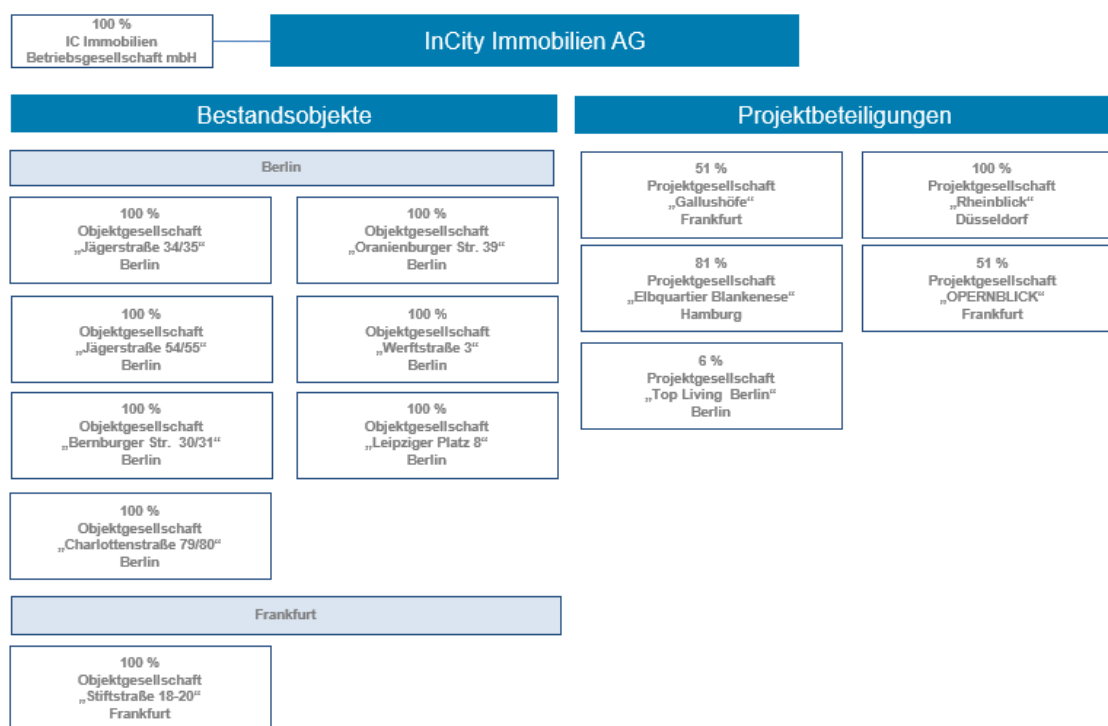 100 %
IC Immobilien
Betriebsgesellschaft mbH
InCity Immobilien AG
Bestandsobjekte
Berlin
100 %
Objektgesellschaft
„Jägerstraße 34/35“
Berlin
100 %
Objektgesellschaft
„Oranienburger Str. 39“
Berlin
100 %
Objektgesellschaft
„Jägerstraße 54/55“
Berlin
100 %
Objektgesellschaft
„Werftstraße 3“
Berlin
100 %
Objektgesellschaft
„Bernburger Str. 30/31“
Berlin
100 %
Objektgesellschaft
„Leipziger Platz 8“
Berlin
100 %
Objektgesellschaft
„Charlottenstraße 79/80“
Berlin
Frankfurt
100 %
Objektgesellschaft
„Stiftstraße 18-20“
Frankfurt
Projektbeteiligungen
51 %
Projektgesellschaft
„Gallushöfe“
Frankfurt
100 %
Projektgesellschaft
„Rheinblick“
Düsseldorf
81 %
Projektgesellschaft
„Elbquartier Blankenese“
Hamburg
51 %
Projektgesellschaft
„OPERNBLICK“
Frankfurt
6 %
Projektgesellschaft
„Top Living Berlin“
Berlin